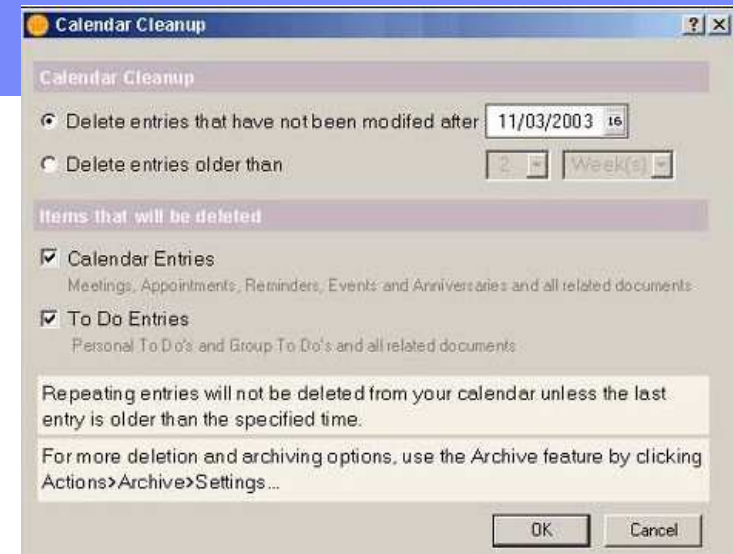 Calendar Cleanup
Calendar Cleanup
Delete entries that have not been modifed after 11/03/2003 16
Delete entries older than 2 Week(s)
Items that will be deleted
Calendar Entries
Meetings, Appointments, Reminders, Events and Anniversaries and all related documents
To Do Entries
Personal To Do's and Group To Do's and all related documents
Repeating entries will not be deleted from your calendar unless the last
entry is older than the specified time.
For more deletion and archiving options, use the Archive feature by clicking
Actions>Archive>Settings...
OK Cancel